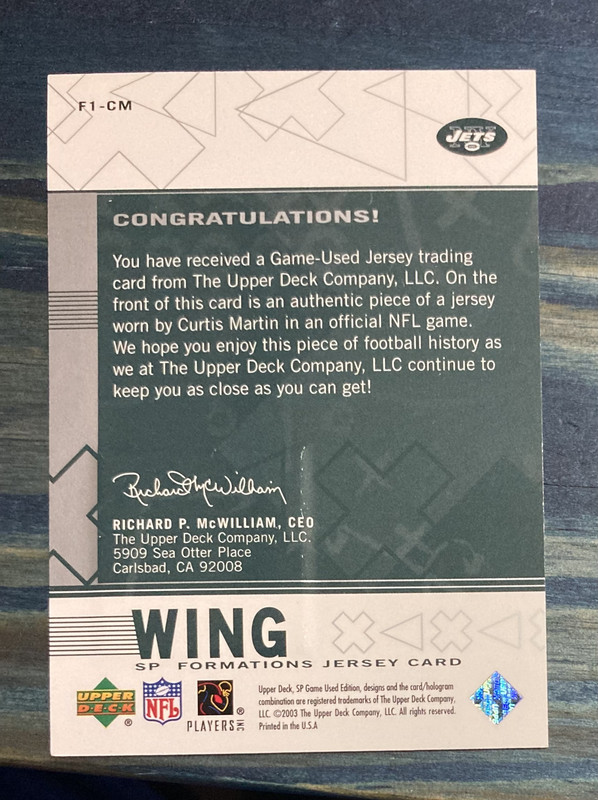 F1-CM
JETS
CONGRATULATIONS!
You have received a Game-Used Jersey trading
card from The Upper Deck Company, LLC. On the
front of this card is an authentic piece of a jersey
worn by Curtis Martin in an official NFL game.
We hope you enjoy this piece of football history as
we at The Upper Deck Company, LLC continue to
keep you as close as you can get!
Richard McWilliam
RICHARD P. McWILLIAM, CEO
The Upper Deck Company, LLC.
5909 Sea Otter Place
Carlsbad, CA 92008
WING
SP FORMATIONS JERSEY CARD
UPPER
DECK
®
NFL
PLAYERS INC
Upper Deck, SP Game Used Edition, designs and the card/hologram
combination are registered trademarks of The Upper Deck Company,
LLC. ©2003 The Upper Deck Company, LLC. All rights reserved.
Printed in the U.S.A